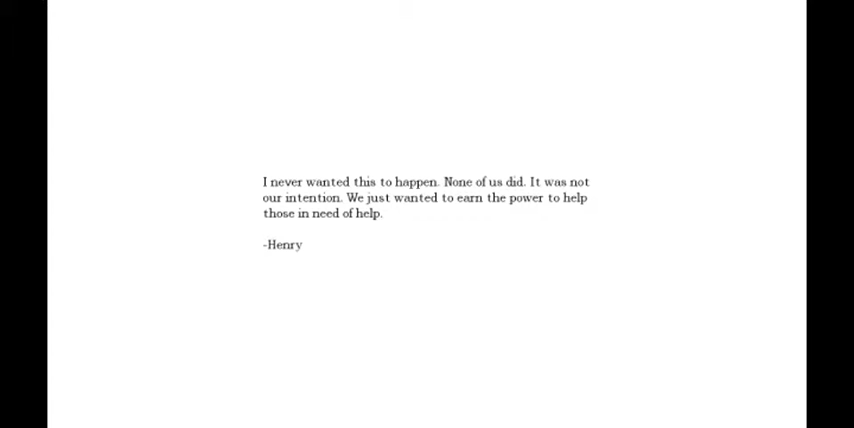 I never wanted this to happen. None of us did. It was not
our intention. We just wanted to earn the power to help
those in need of help.
-Henry